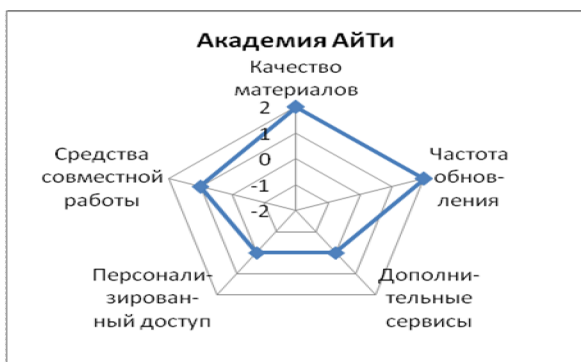 Академия АйТи
Качество
материалов
2
1
0
-1
-2
Частота
обнов-
ления
Дополни-
тельные
сервисы
Персонали-
зирован-
ный доступ
Средства
совместной
работы